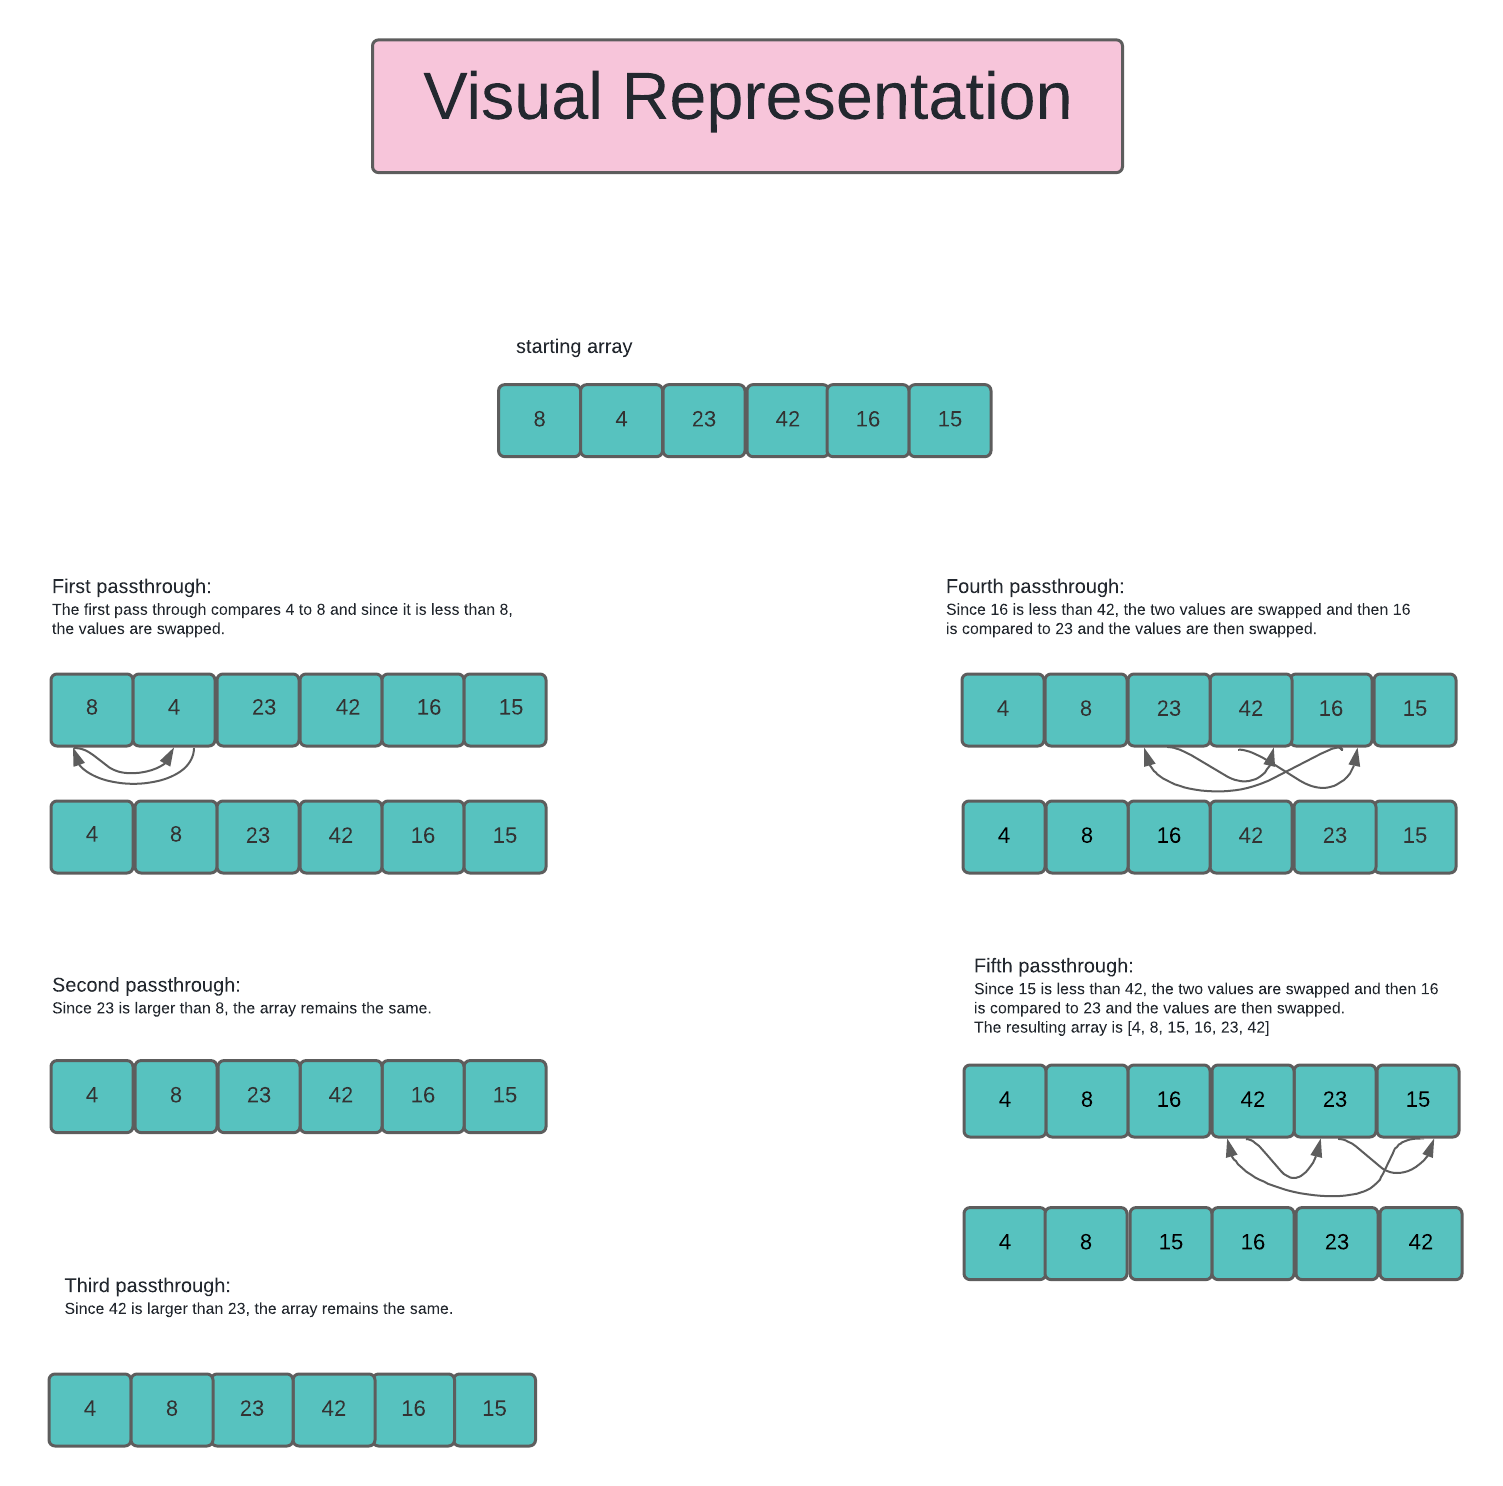 Visual Representation
starting array
8 4 23 42 16 15
First passthrough:
The first pass through compares 4 to 8 and since it is less than 8,
the values are swapped.
8 4 23 42 16 15
4 8 23 42 16 15
Second passthrough:
Since 23 is larger than 8, the array remains the same.
4 8 23 42 16 15
Third passthrough:
Since 42 is larger than 23, the array remains the same.
4 8 23 42 16 15
Fourth passthrough:
Since 16 is less than 42, the two values are swapped and then 16
is compared to 23 and the values are then swapped.
4 8 23 42 16 15
4 8 16 42 23 15
Fifth passthrough:
Since 15 is less than 42, the two values are swapped and then 16
is compared to 23 and the values are then swapped.
The resulting array is [4, 8, 15, 16, 23, 42]
4 8 16 42 23 15
4 8 15 16 23 42